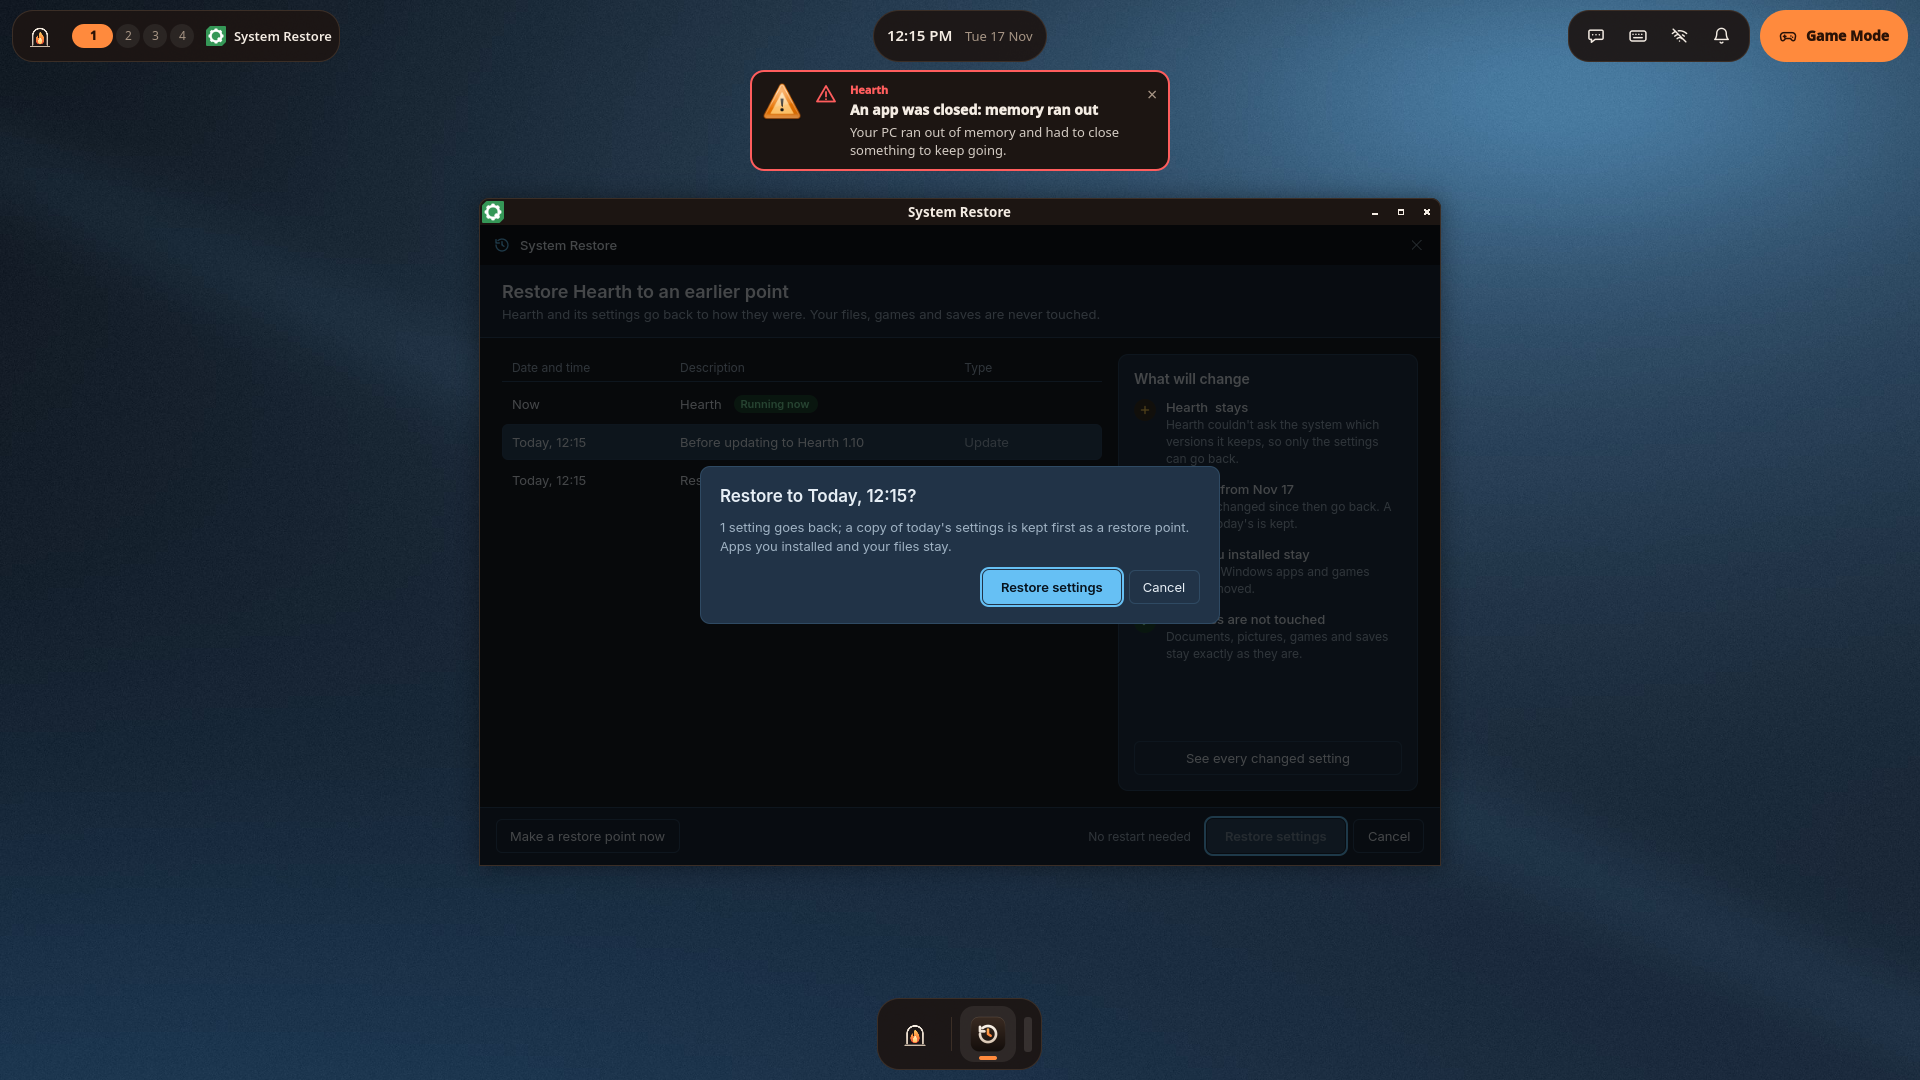 1 2 3 4 System Restore
12:15 PM Tue 17 Nov
Game Mode
Hearth
An app was closed: memory ran out
Your PC ran out of memory and had to close
something to keep going.
System Restore
System Restore
Restore Hearth to an earlier point
Hearth and its settings go back to how they were. Your files, games and saves are never touched.
Date and time Description Type
Now Hearth Running now
Today, 12:15 Before updating to Hearth 1.10 Update
Today, 12:15
What will change
Hearth stays
Hearth couldn't ask the system which
versions it keeps, so only the settings
can go back.
from Nov 17
changed since then go back. A
is kept.
installed stay
Windows apps and games
are not touched
Documents, pictures, games and saves
stay exactly as they are.
See every changed setting
Restore to Today, 12:15?
1 setting goes back; a copy of today's settings is kept first as a restore point.
Apps you installed and your files stay.
Restore settings Cancel
Make a restore point now
No restart needed Restore settings Cancel